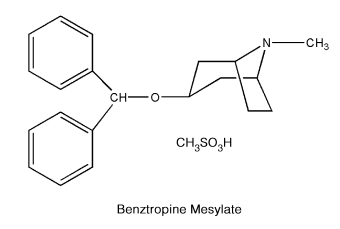 N CH₃
CH O
CH₃SO₃H
Benztropine Mesylate